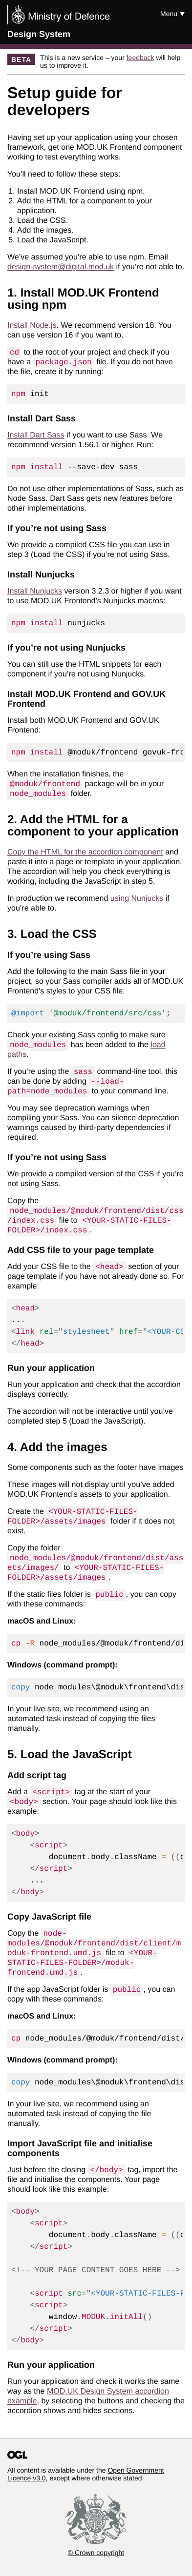 Ministry of Defence
Menu ▼
Design System
BETA
This is a new service – your feedback will
help us to improve it.
Setup guide for
developers
Having set up your application using your chosen
framework, get one MOD.UK Frontend component
working to test everything works.
You'll need to follow these steps:
1. Install MOD.UK Frontend using npm.
2. Add the HTML for a component to your
application.
3. Load the CSS.
4. Add the images.
5. Load the JavaScript.
We've assumed you're able to use npm. Email
design-system@digital.mod.uk if you're not able to.
1. Install MOD.UK Frontend
using npm
Install Node.js. We recommend version 18. You
can use version 16 if you want to.
cd to the root of your project and check if you
have a package.json file. If you do not have
the file, create it by running:
npm init
Install Dart Sass
Install Dart Sass if you want to use Sass. We
recommend version 1.56.1 or higher. Run:
npm install --save-dev sass
Do not use other implementations of Sass, such as
Node Sass. Dart Sass gets new features before
other implementations.
If you're not using Sass
We provide a compiled CSS file you can use in
step 3 (Load the CSS) if you're not using Sass.
Install Nunjucks
Install Nunjucks version 3.2.3 or higher if you want
to use MOD.UK Frontend's Nunjucks macros:
npm install nunjucks
If you're not using Nunjucks
You can still use the HTML snippets for each
component if you're not using Nunjucks.
Install MOD.UK Frontend and GOV.UK
Frontend
Install both MOD.UK Frontend and GOV.UK
Frontend:
npm install @moduk/frontend govuk-fro
When the installation finishes, the
@moduk/frontend package will be in your
node_modules folder.
2. Add the HTML for a
component to your application
Copy the HTML for the accordion component and
paste it into a page or template in your application.
The accordion will help you check everything is
working, including the JavaScript in step 5.
In production we recommend using Nunjucks if
you're able to.
3. Load the CSS
If you're using Sass
Add the following to the main Sass file in your
project, so your Sass compiler adds all of MOD.UK
Frontend's styles to your CSS file:
@import '@moduk/frontend/src/css';
Check your existing Sass config to make sure
node_modules has been added to the load
paths.
If you're using the sass command-line tool, this
can be done by adding --load-
path=node_modules to your command line.
You may see deprecation warnings when
compiling your Sass. You can silence deprecation
warnings caused by third-party dependencies if
required.
If you're not using Sass
We provide a compiled version of the CSS if you're
not using Sass.
Copy the
node_modules/@moduk/frontend/dist/css
/index.css file to <YOUR-STATIC-FILES-
FOLDER>/index.css.
Add CSS file to your page template
Add your CSS file to the <head> section of your
page template if you have not already done so. For
example:
<head>
...
<link rel="stylesheet" href="<YOUR-CS
</head>
Run your application
Run your application and check that the accordion
displays correctly.
The accordion will not be interactive until you've
completed step 5 (Load the JavaScript).
4. Add the images
Some components such as the footer have images
These images will not display until you've added
MOD.UK Frontend's assets to your application.
Create the <YOUR-STATIC-FILES-
FOLDER>/assets/images folder if it does not
exist.
Copy the folder
node_modules/@moduk/frontend/dist/ass
ets/images/ to <YOUR-STATIC-FILES-
FOLDER>/assets/images.
If the static files folder is public, you can copy
with these commands:
macOS and Linux:
cp -R node_modules/@moduk/frontend/di
Windows (command prompt):
copy node_modules\@moduk\frontend\dis
In your live site, we recommend using an
automated task instead of copying the files
manually.
5. Load the JavaScript
Add script tag
Add a <script> tag at the start of your
<body> section. Your page should look like this
example:
<body>
<script>
document.body.className = ((d
</script>
...
</body>
Copy JavaScript file
Copy the node-
modules/@moduk/frontend/dist/client/m
oduk-frontend.umd.js file to <YOUR-
STATIC-FILES-FOLDER>/moduk-
frontend.umd.js.
If the app JavaScript folder is public, you can
copy with these commands:
macOS and Linux:
cp node_modules/@moduk/frontend/dist/
Windows (command prompt):
copy node_modules\@moduk\frontend\dis
In your live site, we recommend using an
automated task instead of copying the file
manually.
Import JavaScript file and initialise
components
Just before the closing </body> tag, import the
file and initialise the components. Your page
should look like this example:
<body>
<script>
document.body.className = ((d
</script>
<!-- YOUR PAGE CONTENT GOES HERE -->
<script src="<YOUR-STATIC-FILES-F
<script>
window.MODUK.initAll()
</script>
</body>
Run your application
Run your application and check it works the same
way as the MOD.UK Design System accordion
example, by selecting the buttons and checking the
accordion shows and hides sections.
OGL
All content is available under the Open Government
Licence v3.0, except where otherwise stated
© Crown copyright